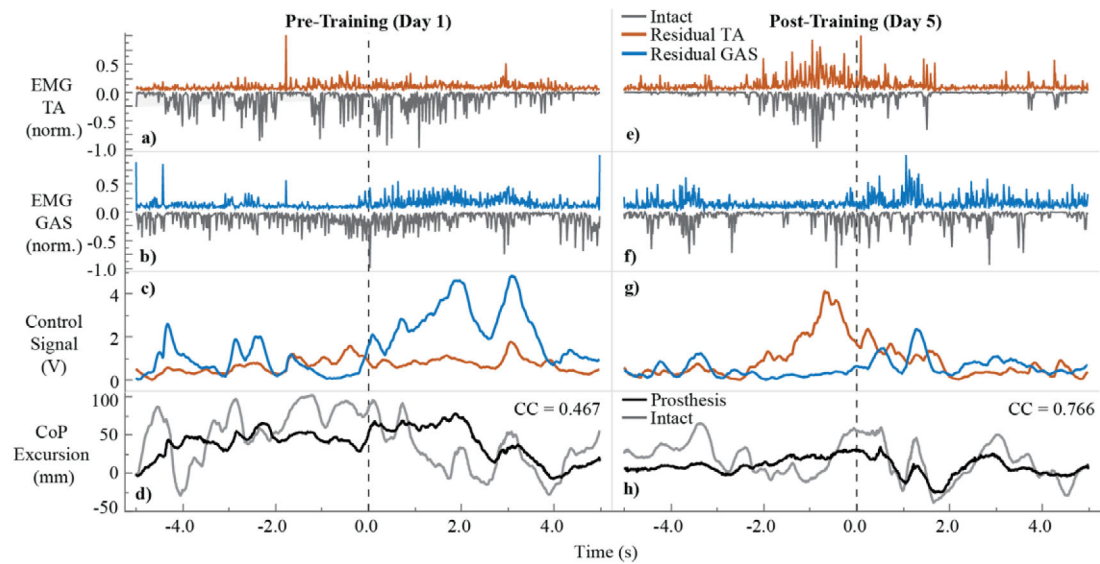 Pre-Training (Day 1)
Post-Training (Day 5)
Intact
Residual TA
Residual GAS
EMG
TA
(norm.)
0.5
0.0
-0.5
-1.0
a)
e)
EMG
GAS
(norm.)
0.5
0.0
-0.5
-1.0
b)
f)
Control
Signal
(V)
4
2
0
c)
g)
CoP
Excursion
(mm)
100
50
0
-50
d)
CC = 0.467
Prosthesis
Intact
CC = 0.766
h)
-4.0 -2.0 0.0 2.0 4.0 -2.0 0.0 2.0 4.0
Time (s)